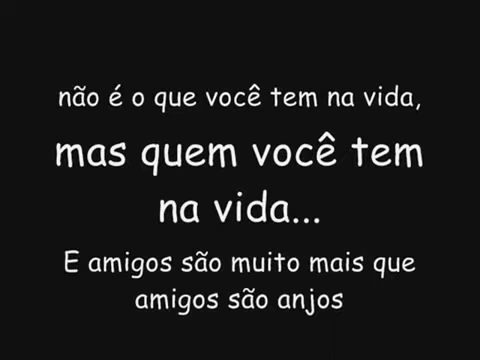 não é o que você tem na vida,
mas quem você tem
na vida...
E amigos são muito mais que
amigos são anjos